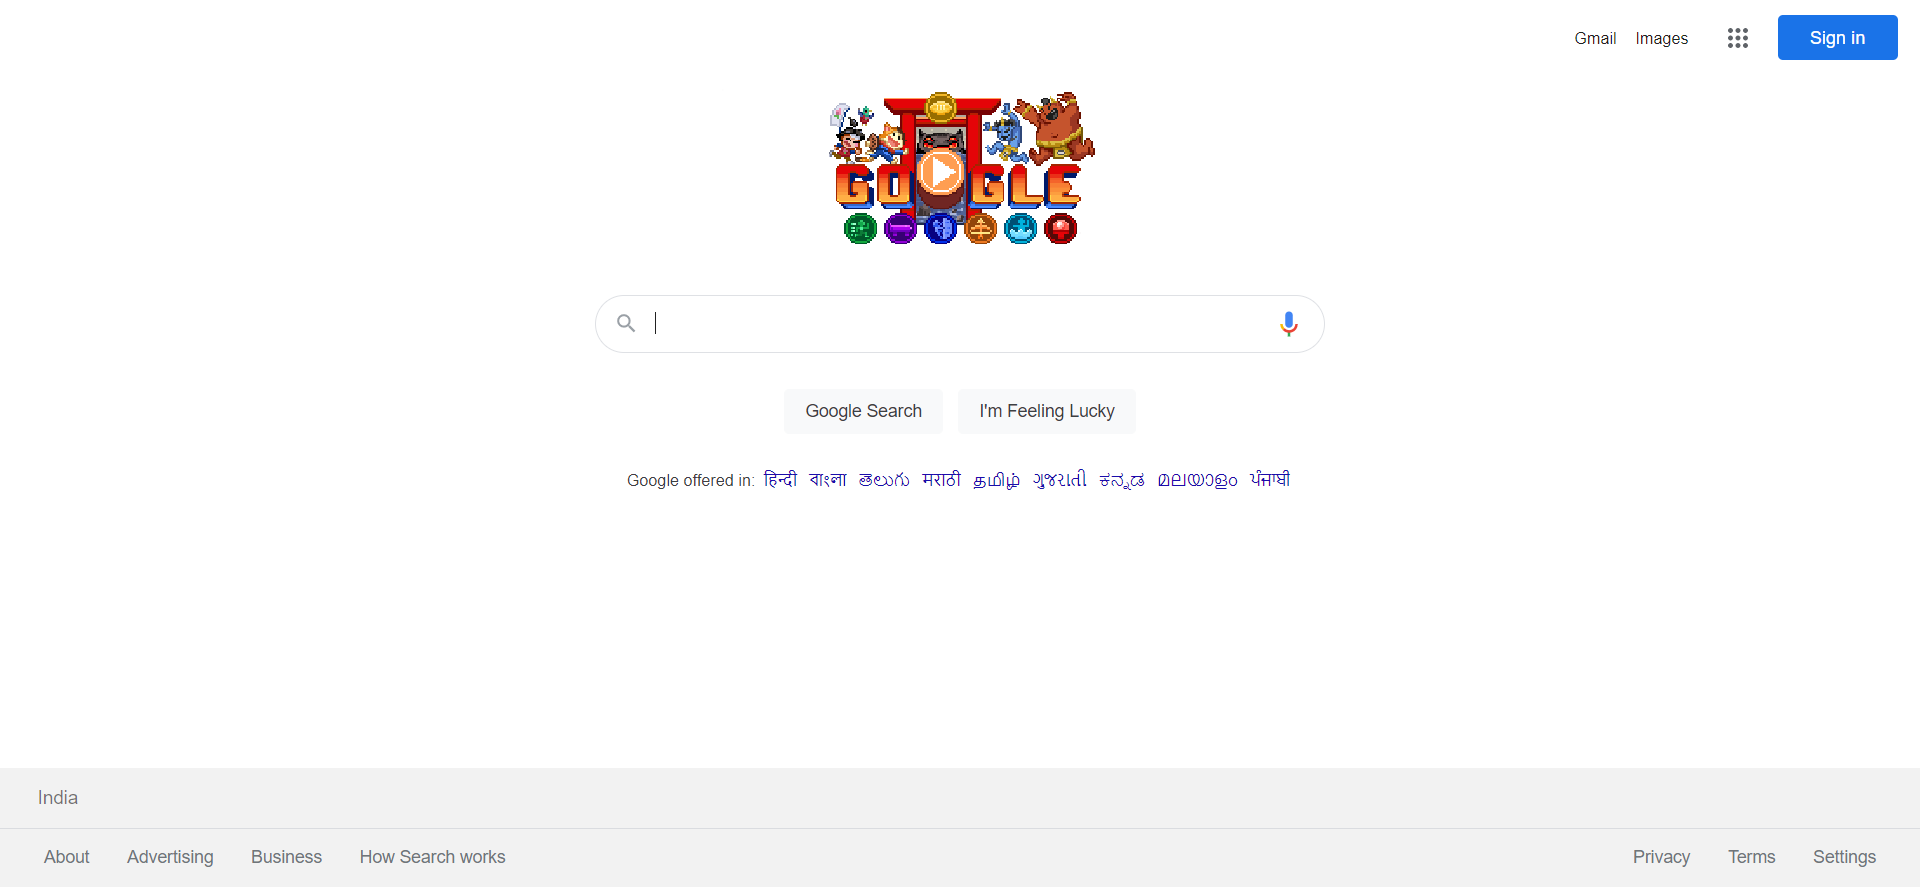 Gmail Images Sign in
GOOGLE
Google Search I'm Feeling Lucky
Google offered in: हिन्दी বাংলা తెలుగు मराठी தமிழ் ગુજરાતી ಕನ್ನಡ മലയാളം ਪੰਜਾਬੀ
India
About Advertising Business How Search works Privacy Terms Settings